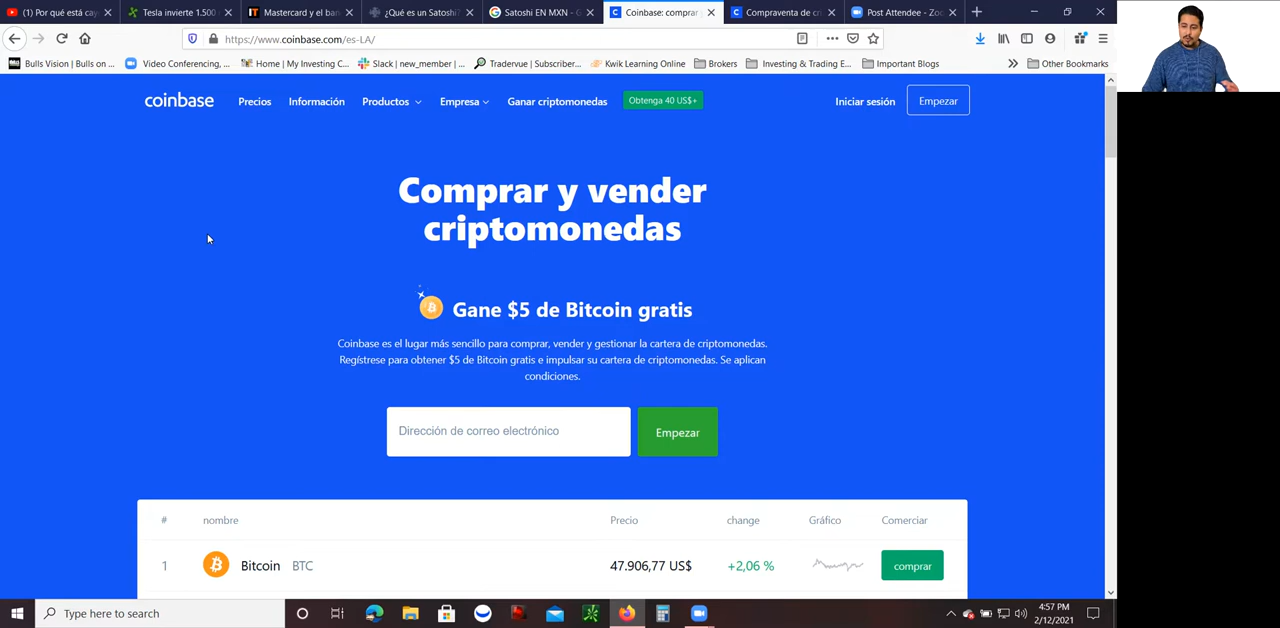 (1) Por qué está ca
Tesla invierte 1.500
Mastercard y el ban
¿Qué es un Satoshi?
Satoshi EN MXN - G
Coinbase: comprar
Compraventa de cri
Post Attendee - Zoo
https://www.coinbase.com/es-LA/
Bulls Vision | Bulls on ...
Video Conferencing, ...
Home | My Investing C...
Slack | new_member | ...
Tradervue | Subscriber...
Kwik Learning Online
Brokers
Investing & Trading E...
Important Blogs
Other Bookmarks
coinbase
Precios
Información
Productos
Empresa
Ganar criptomonedas
Obtenga 40 US$+
Iniciar sesión
Empezar
Comprar y vender
criptomonedas
Gane $5 de Bitcoin gratis
Coinbase es el lugar más sencillo para comprar, vender y gestionar la cartera de criptomonedas.
Regístrese para obtener $5 de Bitcoin gratis e impulsar su cartera de criptomonedas. Se aplican
condiciones.
Dirección de correo electrónico
Empezar
# nombre Precio change Gráfico Comerciar
1 Bitcoin BTC 47.906,77 US$ +2,06 % comprar
Type here to search
4:57 PM
2/12/2021